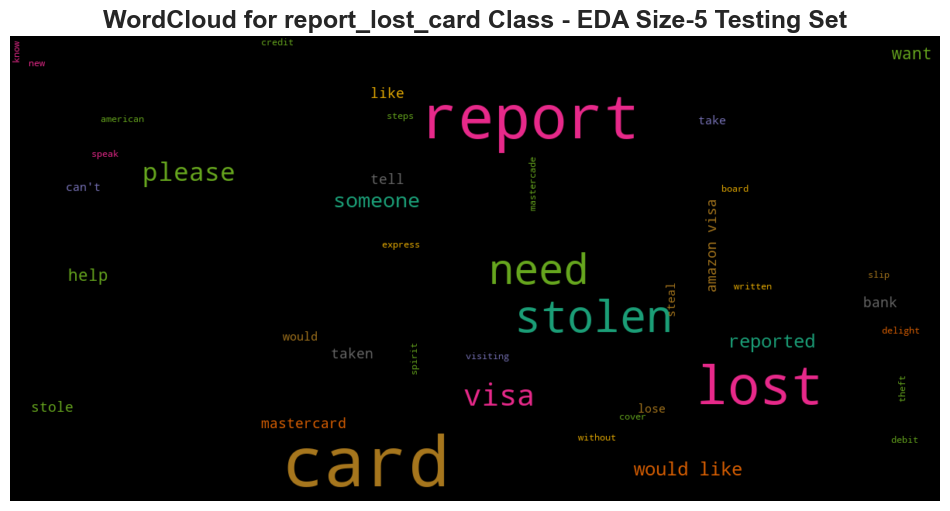 WordCloud for report_lost_card Class - EDA Size-5 Testing Set
know
credit
new
want
like
american
steps
report
take
speak
please
mastercade
can't
tell
board
someone
amazon visa
express
need
help
steal
written
slip
bank
stolen
would
reported
delight
taken
spirit
visiting
lost
theft
visa
stole
lose
cover
mastercard
without
debit
card
would like